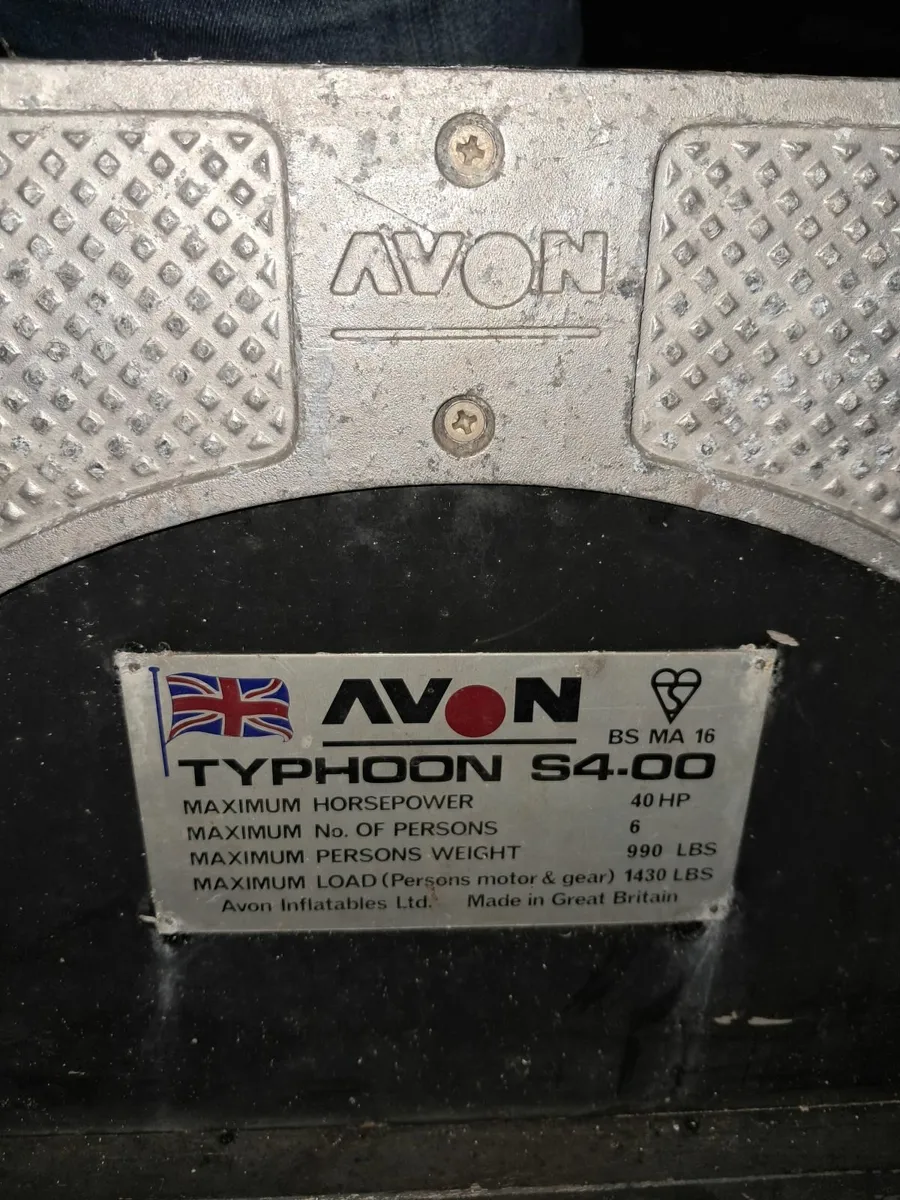 AVON
AVON
BS MA 16
TYPHOON S4·00
MAXIMUM HORSEPOWER 40 HP
MAXIMUM No. OF PERSONS 6
MAXIMUM PERSONS WEIGHT 990 LBS
MAXIMUM LOAD (Persons motor & gear) 1430 LBS
Avon Inflatables Ltd. Made in Great Britain